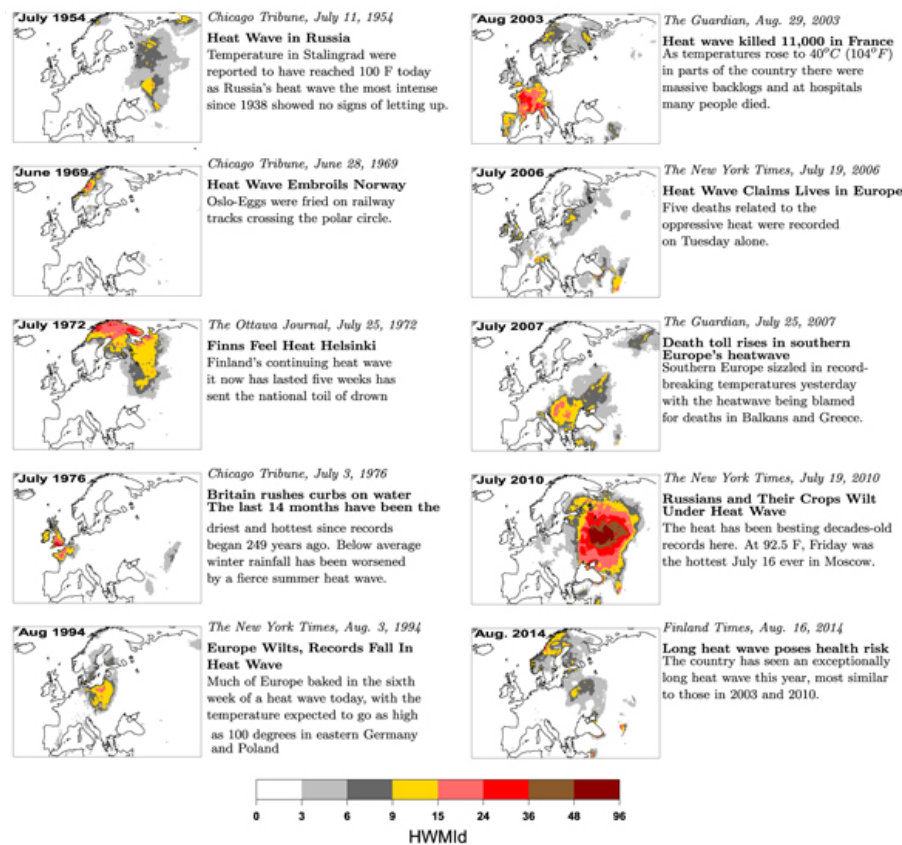 July 1954
Chicago Tribune, July 11, 1954
Heat Wave in Russia
Temperature in Stalingrad were
reported to have reached 100 F today
as Russia's heat wave the most intense
since 1938 showed no signs of letting up.
June 1969
Chicago Tribune, June 28, 1969
Heat Wave Embroils Norway
Oslo-Eggs were fried on railway
tracks crossing the polar circle.
July 1972
The Ottawa Journal, July 25, 1972
Finns Feel Heat Helsinki
Finland's continuing heat wave
it now has lasted five weeks has
sent the national toil of drown
July 1976
Chicago Tribune, July 3, 1976
Britain rushes curbs on water
The last 14 months have been the
driest and hottest since records
began 249 years ago. Below average
winter rainfall has been worsened
by a fierce summer heat wave.
Aug 1994
The New York Times, Aug. 3, 1994
Europe Wilts, Records Fall In
Heat Wave
Much of Europe baked in the sixth
week of a heat wave today, with the
temperature expected to go as high
as 100 degrees in eastern Germany
and Poland
Aug 2003
The Guardian, Aug. 29, 2003
Heat wave killed 11,000 in France
As temperatures rose to 40°C (104°F)
in parts of the country there were
massive backlogs and at hospitals
many people died.
July 2006
The New York Times, July 19, 2006
Heat Wave Claims Lives in Europe
Five deaths related to the
oppressive heat were recorded
on Tuesday alone.
July 2007
The Guardian, July 25, 2007
Death toll rises in southern
Europe's heatwave
Southern Europe sizzled in record-
breaking temperatures yesterday
with the heatwave being blamed
for deaths in Balkans and Greece.
July 2010
The New York Times, July 19, 2010
Russians and Their Crops Wilt
Under Heat Wave
The heat has been besting decades-old
records here. At 92.5 F, Friday was
the hottest July 16 ever in Moscow.
Aug. 2014
Finland Times, Aug. 16, 2014
Long heat wave poses health risk
The country has seen an exceptionally
long heat wave this year, most similar
to those in 2003 and 2010.
0 3 6 9 15 24 36 48 96
HWMId